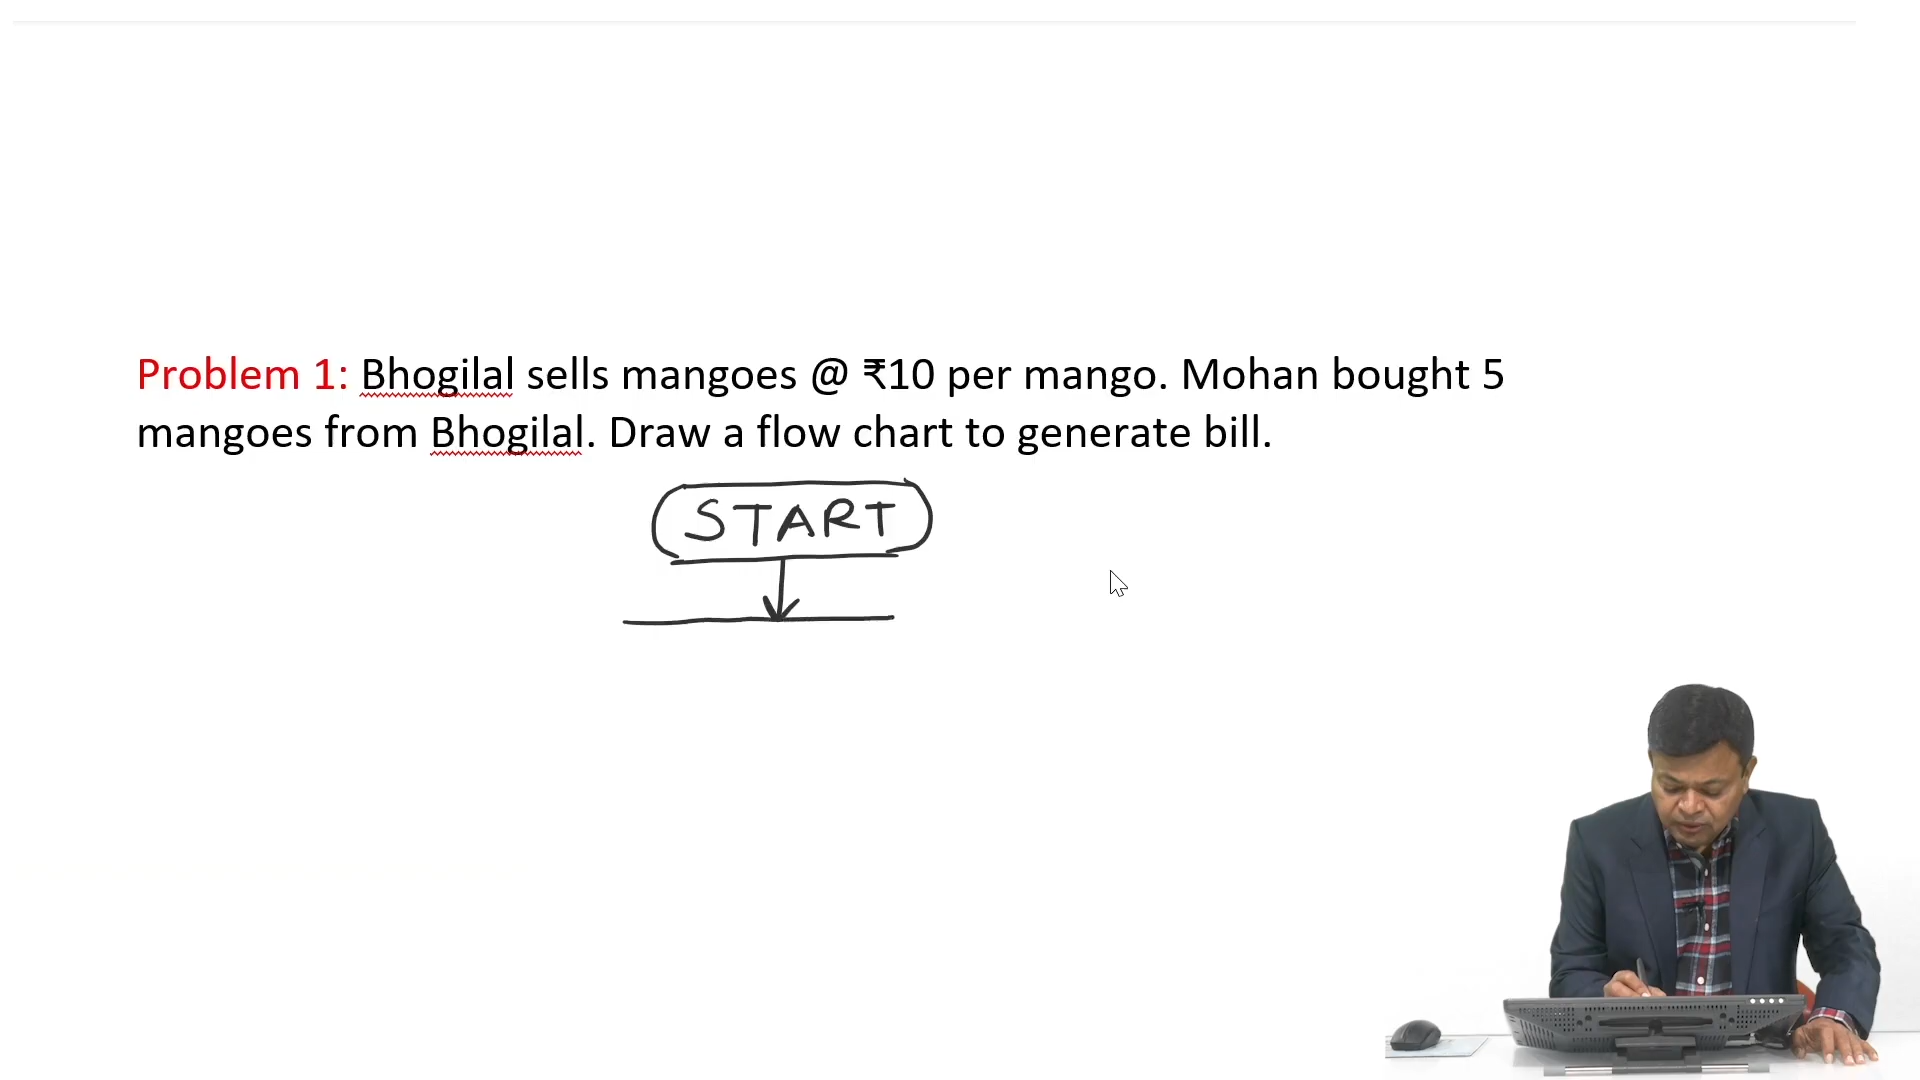 Problem 1: Bhogilal sells mangoes @ ₹10 per mango. Mohan bought 5
mangoes from Bhogilal. Draw a flow chart to generate bill.
START